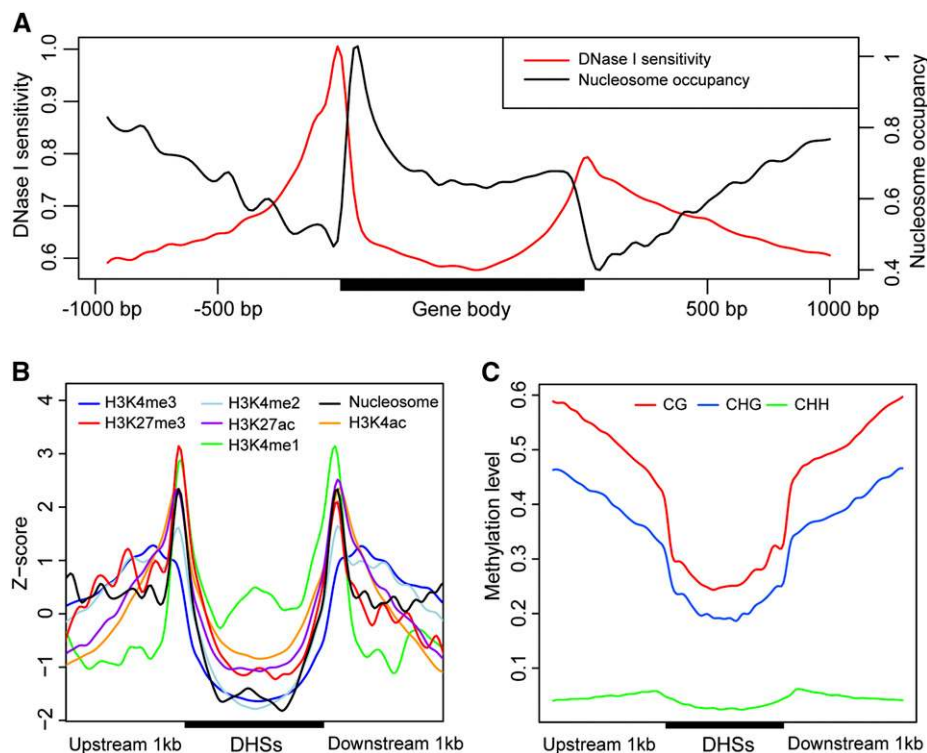 A
DNase I sensitivity
1.0
0.9
0.8
0.7
0.6
DNase I sensitivity
Nucleosome occupancy
1
0.8
0.6
0.4
Nucleosome occupancy
-1000 bp -500 bp Gene body 500 bp 1000 bp
B
Z-score
4
3
2
1
0
-1
-2
H3K4me3 H3K4me2 Nucleosome
H3K27me3 H3K27ac H3K4ac
H3K4me1
Upstream 1kb DHSs Downstream 1kb
C
Methylation level
0.6
0.5
0.4
0.3
0.2
0.1
CG CHG CHH
Upstream 1kb DHSs Downstream 1kb